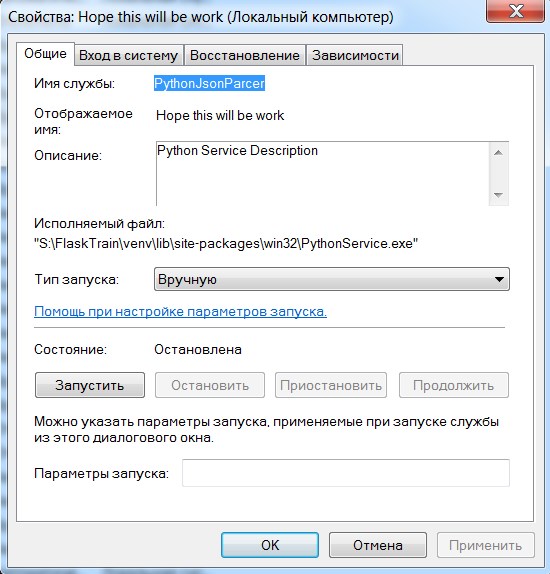 Свойства: Hope this will be work (Локальный компьютер)
Общие Вход в систему Восстановление Зависимости
Имя службы: PythonJsonParcer
Отображаемое
имя: Hope this will be work
Описание: Python Service Description
Исполняемый файл:
"S:\FlaskTrain\venv\lib\site-packages\win32\PythonService.exe"
Тип запуска: Вручную
Помощь при настройке параметров запуска.
Состояние: Остановлена
Запустить Остановить Приостановить Продолжить
Можно указать параметры запуска, применяемые при запуске службы
из этого диалогового окна.
Параметры запуска:
OK Отмена Применить